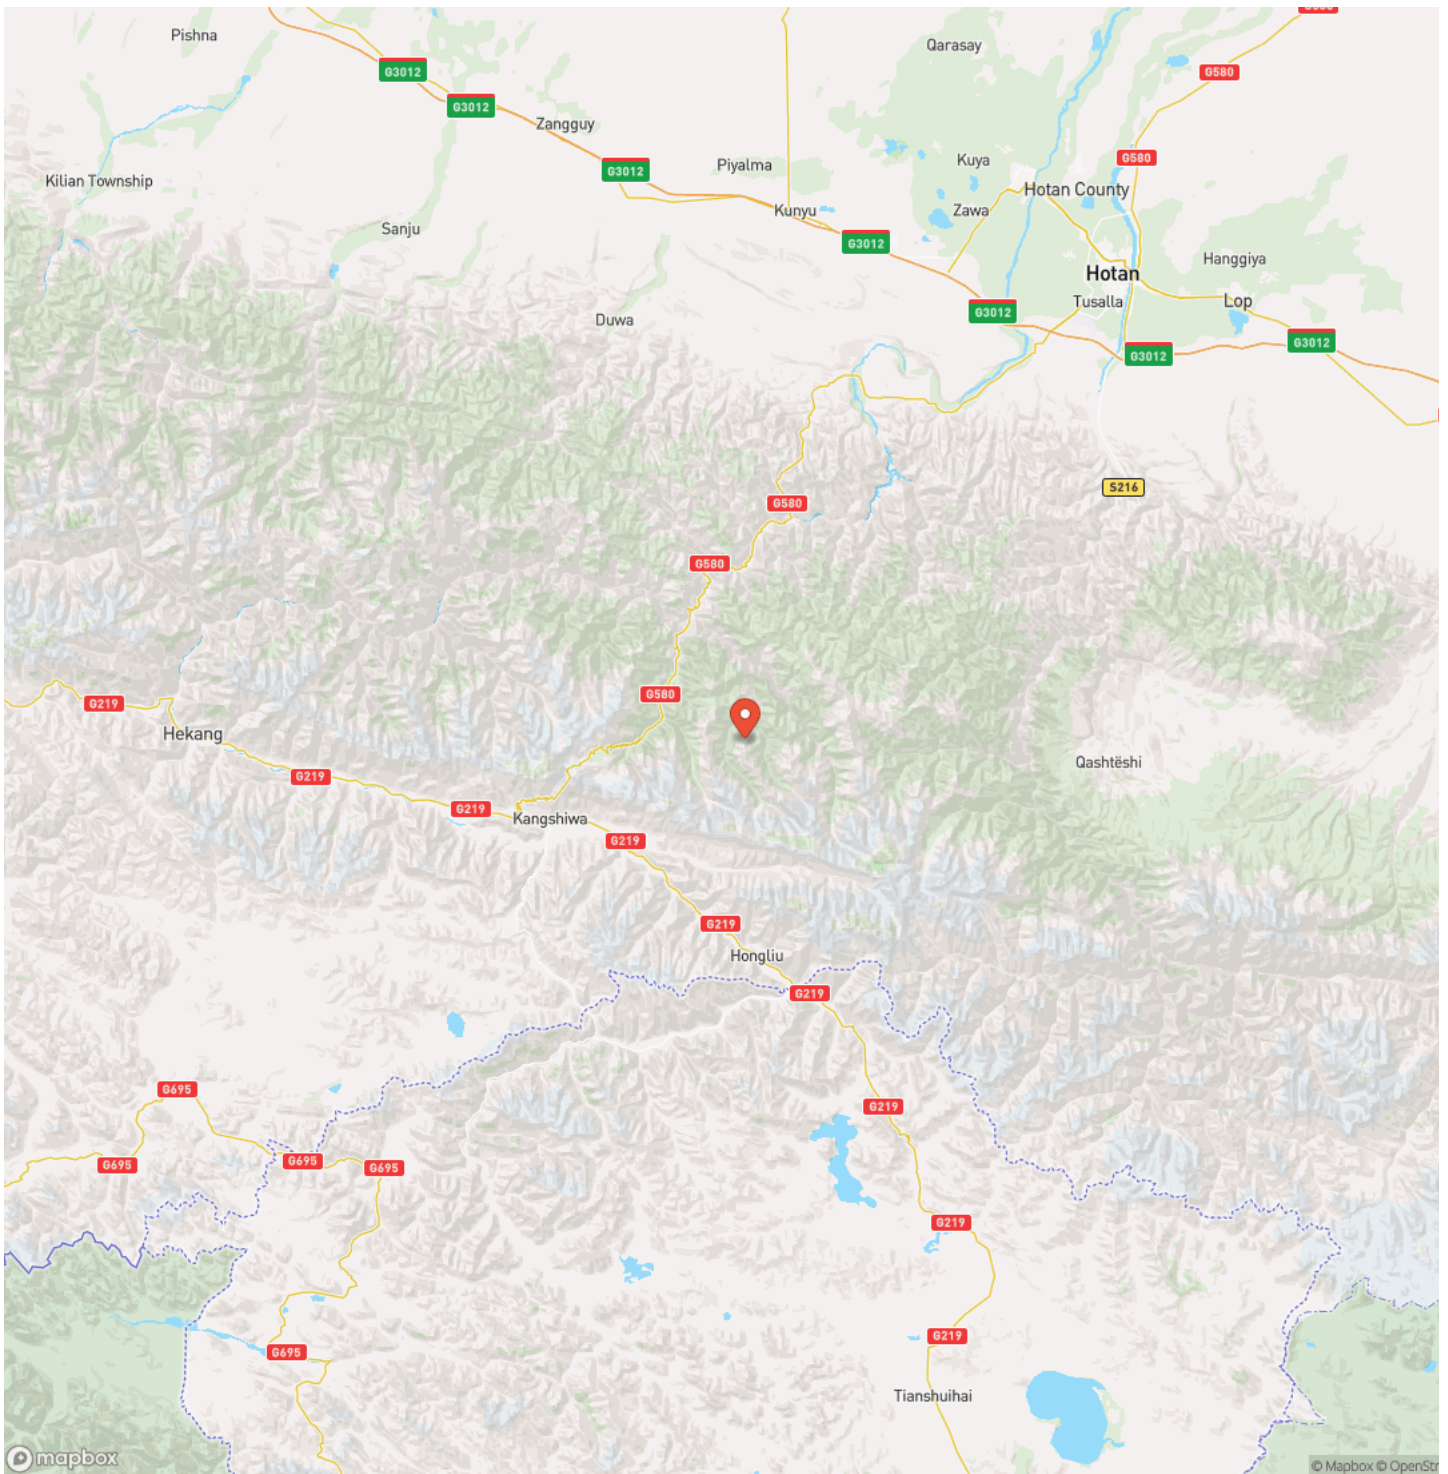 Pishna
G3012
G3012
Zangguy
G3012
Piyalma
Qarasay
G580
G580
Kuya
Hotan County
Kilian Township
Sanju
Kunyu
Zawa
G3012
Hotan
Hanggiya
Tusalla
Lop
G3012
G3012
G3012
Duwa
S216
G580
G580
G580
G219
Hekang
G219
G219
Kangshiwa
G219
Qashtëshi
G219
Hongliu
G219
G695
G219
G695
G695
G695
G219
G219
G695
Tianshuihai
mapbox
© Mapbox © OpenStr